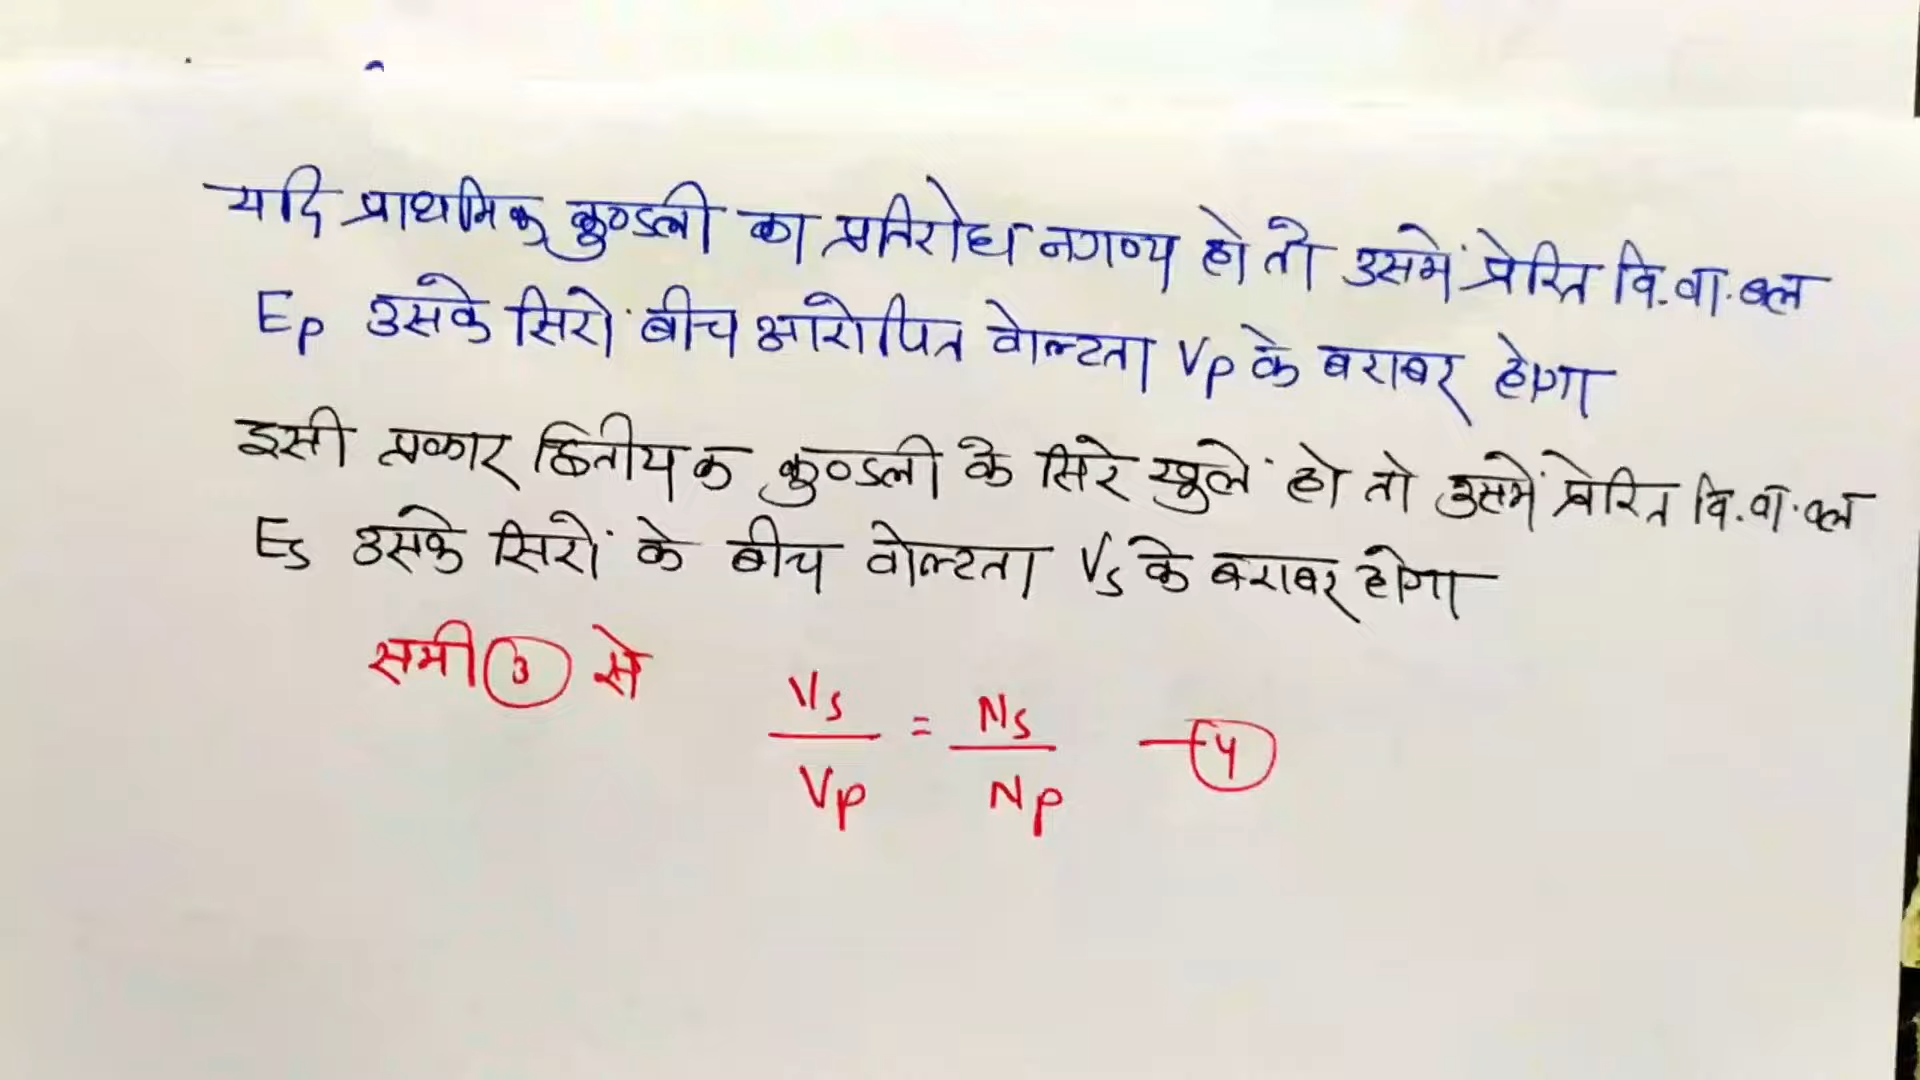 यदि प्राथमिक कुण्डली का प्रतिरोध नगण्य हो तो उसमें प्रेरित वि.वा.बल
Ep उसके सिरों बीच आरोपित वोल्टता Vp के बराबर होगा
इसी प्रकार द्वितीयक कुण्डली के सिरे खुले हो तो उसमें प्रेरित वि.वा.बल
Es उसके सिरों के बीच वोल्टता Vs के बराबर होगा
समी ③ से Vs/Vp = Ns/Np —④